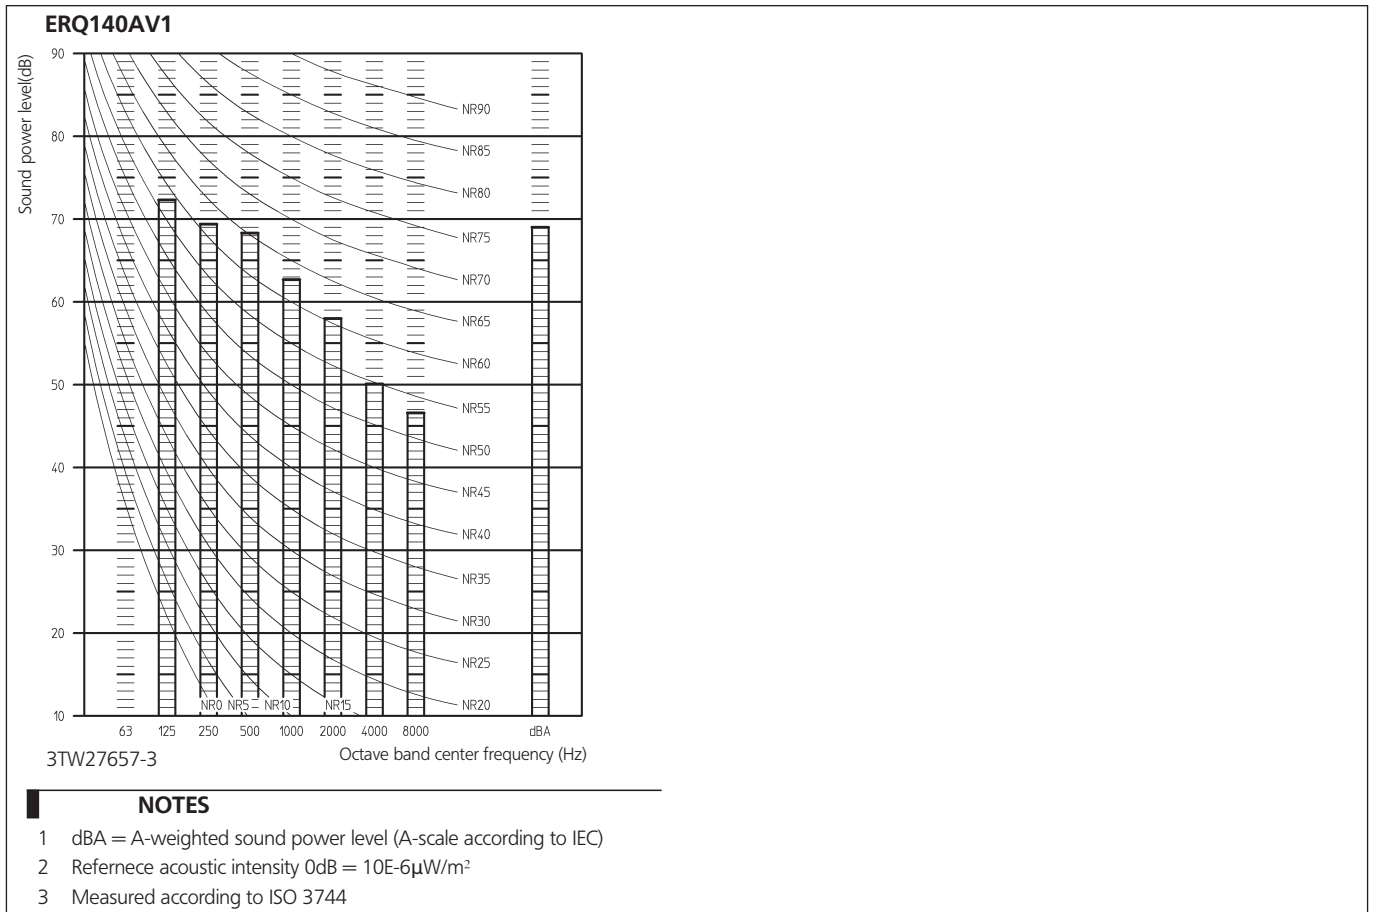 ERQ140AV1
Sound power level(dB)
90
80
70
60
50
40
30
20
10
NR90
NR85
NR80
NR75
NR70
NR65
NR60
NR55
NR50
NR45
NR40
NR35
NR30
NR25
NR20
NR0 NR5 NR10 NR15
63 125 250 500 1000 2000 4000 8000 dBA
3TW27657-3
Octave band center frequency (Hz)
NOTES
1 dBA = A-weighted sound power level (A-scale according to IEC)
2 Refernece acoustic intensity 0dB = 10E-6μW/m²
3 Measured according to ISO 3744